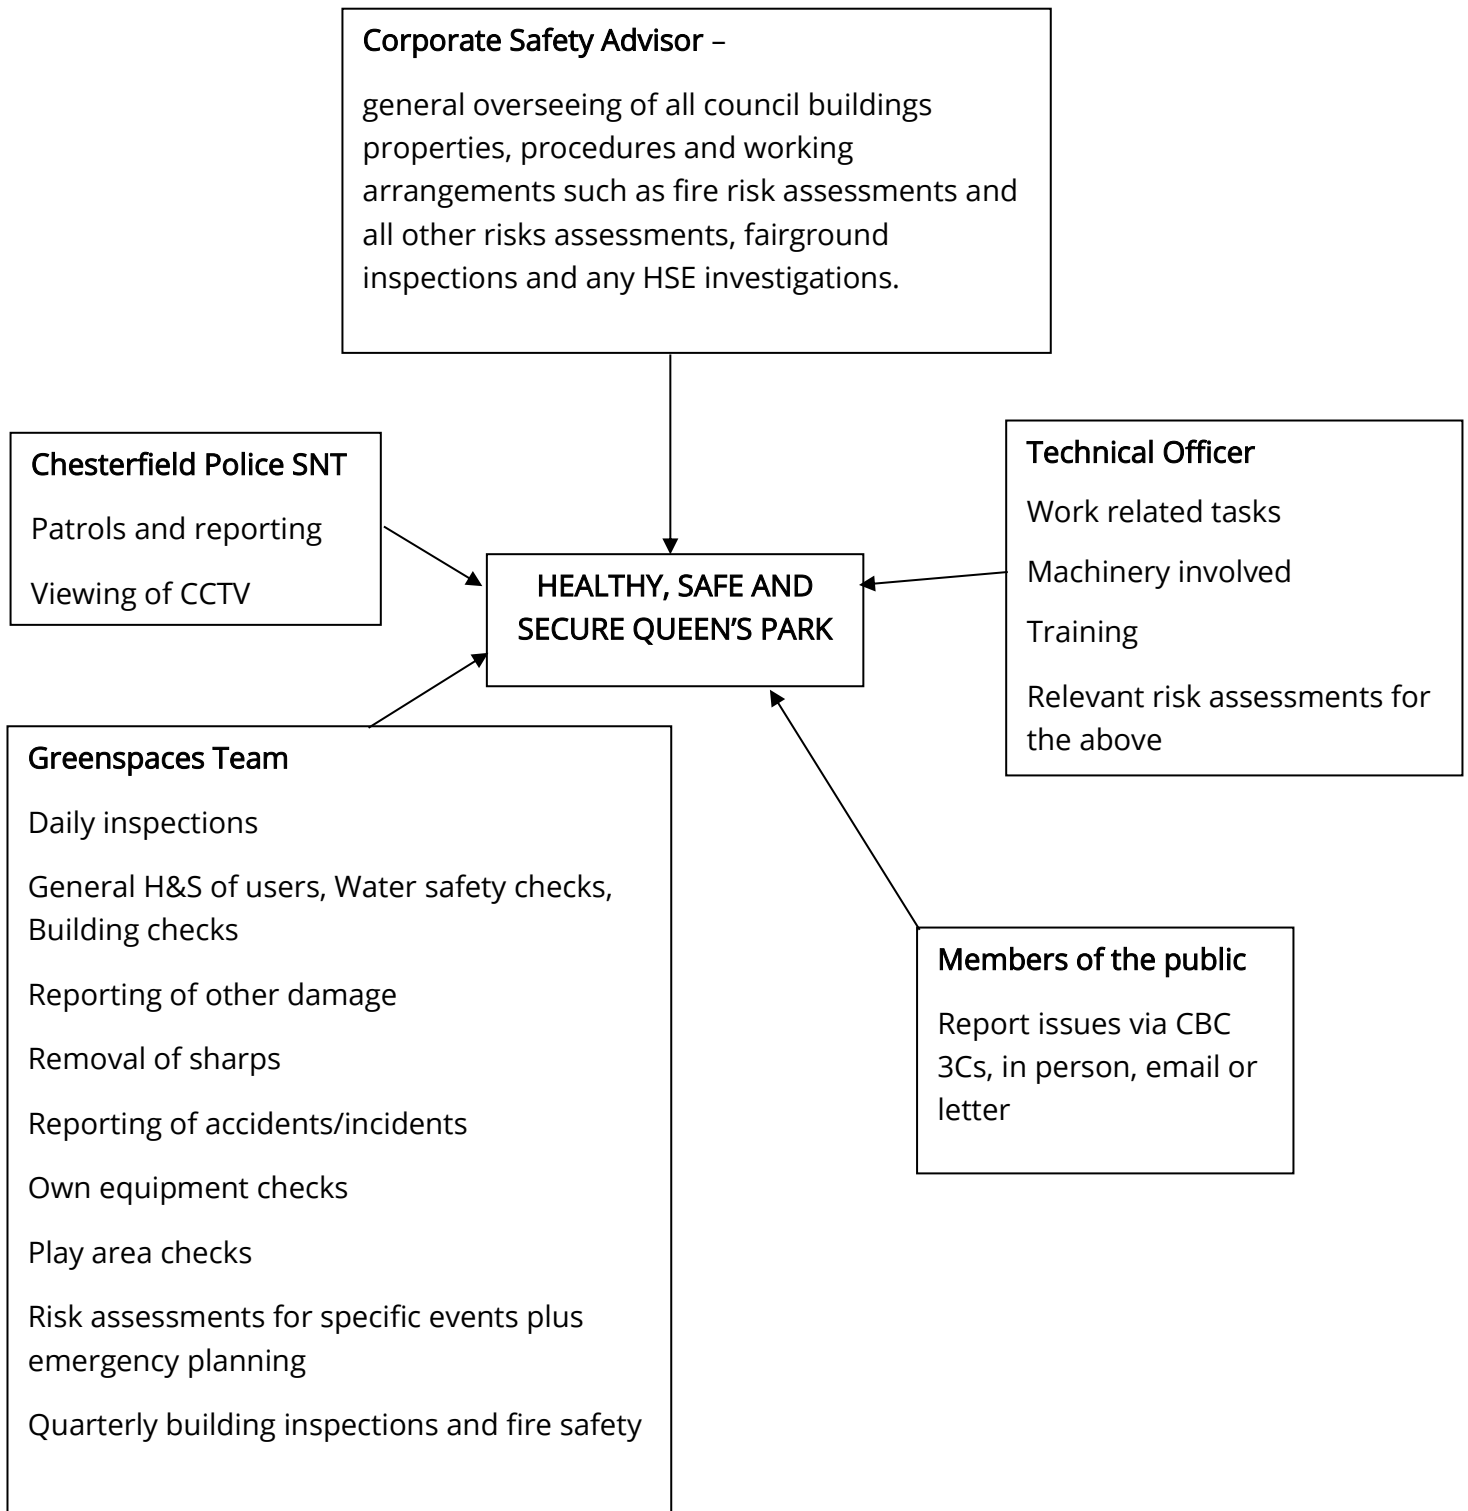 Corporate Safety Advisor –
general overseeing of all council buildings
properties, procedures and working
arrangements such as fire risk assessments and
all other risks assessments, fairground
inspections and any HSE investigations.
Chesterfield Police SNT
Patrols and reporting
Viewing of CCTV
Technical Officer
Work related tasks
Machinery involved
Training
Relevant risk assessments for
the above
HEALTHY, SAFE AND
SECURE QUEEN’S PARK
Greenspaces Team
Daily inspections
General H&S of users, Water safety checks,
Building checks
Reporting of other damage
Removal of sharps
Reporting of accidents/incidents
Own equipment checks
Play area checks
Risk assessments for specific events plus
emergency planning
Quarterly building inspections and fire safety
Members of the public
Report issues via CBC
3Cs, in person, email or
letter